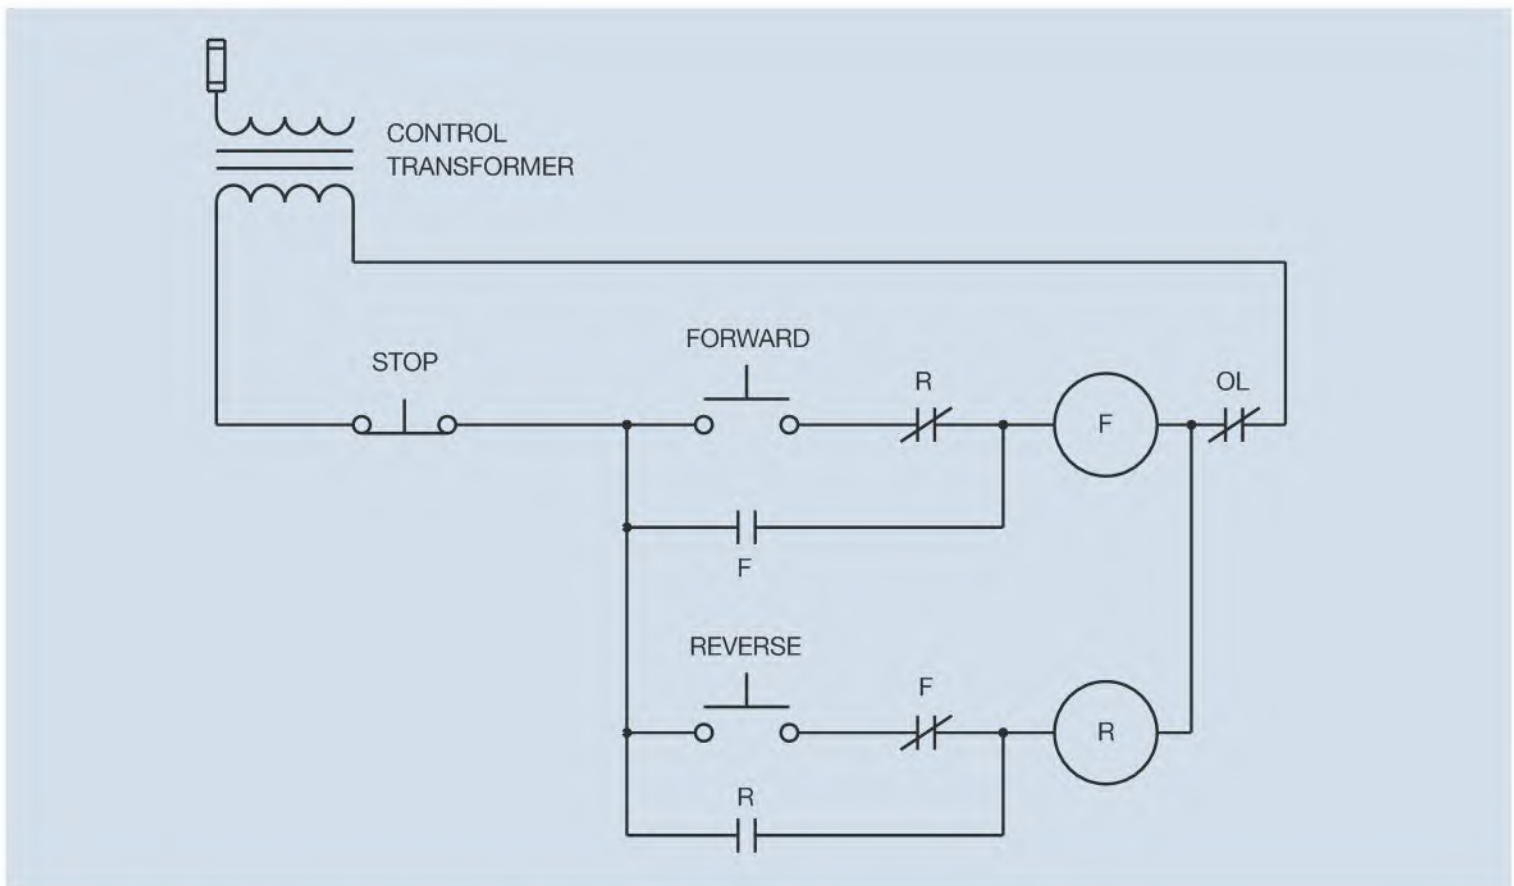 CONTROL
TRANSFORMER
FORWARD
STOP
R
OL
F
F
REVERSE
F
R
R